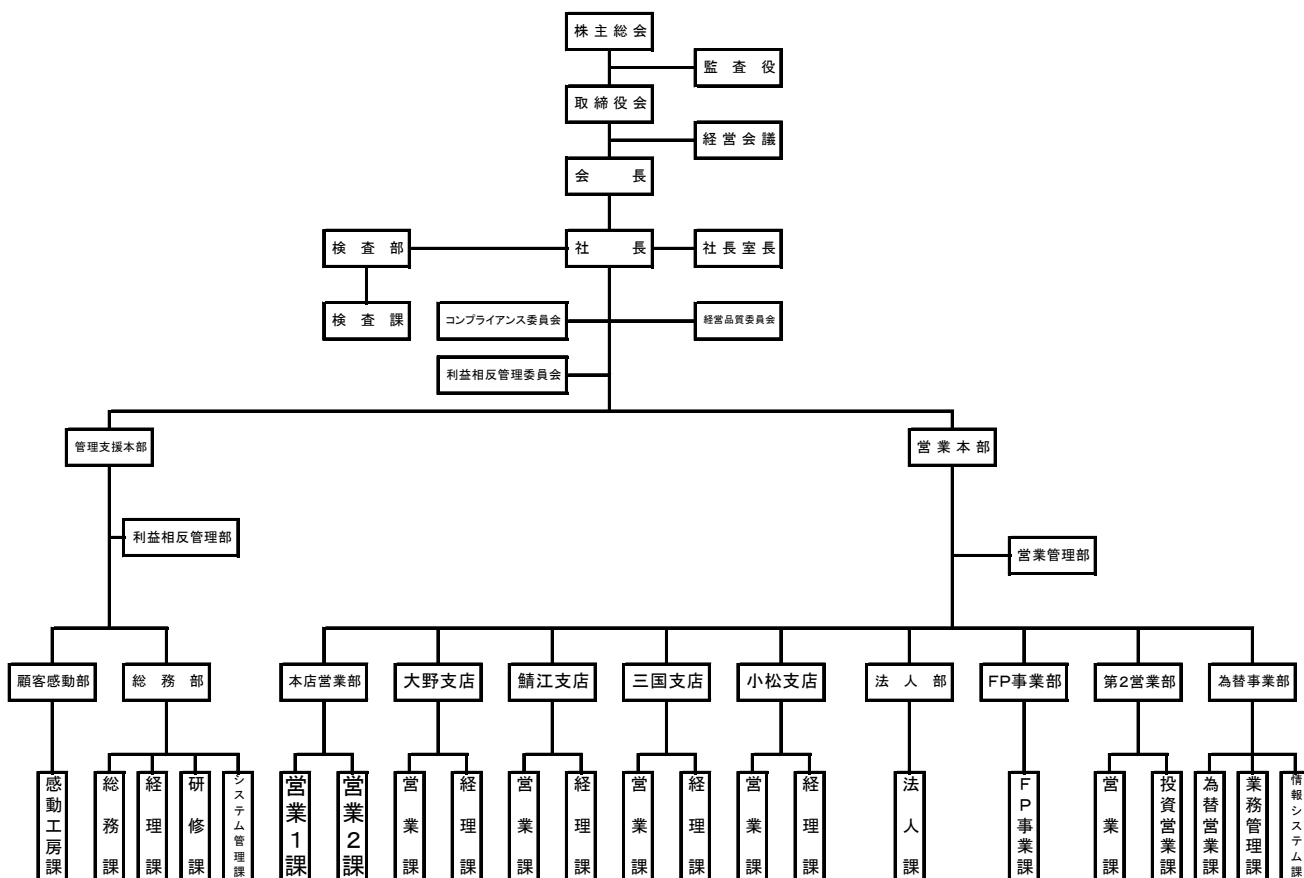 株主総会
監査役
取締役会
経営会議
会長
検査部
社長
社長室長
検査課
コンプライアンス委員会
経営品質委員会
利益相反管理委員会
管理支援本部
営業本部
利益相反管理部
営業管理部
顧客感動部
総務部
本店営業部
大野支店
鯖江支店
三国支店
小松支店
法人部
FP事業部
第2営業部
為替事業部
感動工房課
総務課
経理課
研修課
システム管理課
営業1課
営業2課
営業課
経理課
営業課
経理課
営業課
経理課
営業課
経理課
法人課
FP事業課
営業課
投資営業課
為替営業課
業務管理課
情報システム課